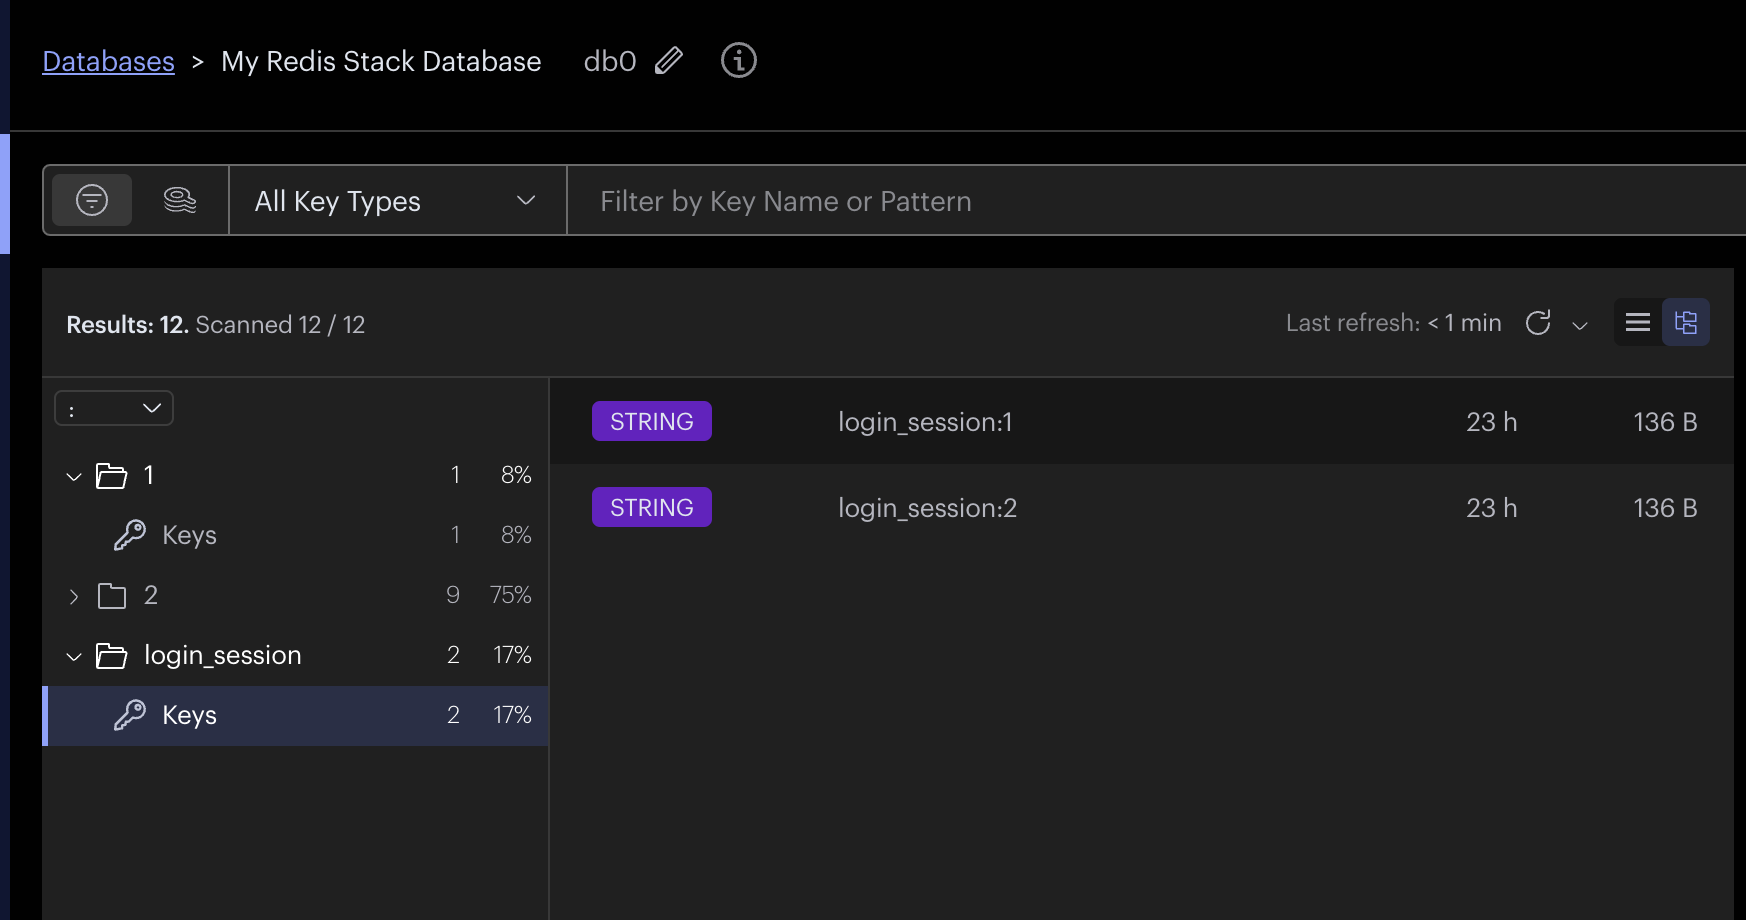 Databases > My Redis Stack Database db0
All Key Types Filter by Key Name or Pattern
Results: 12. Scanned 12 / 12 Last refresh: < 1 min
:
1 1 8%
Keys 1 8%
2 9 75%
login_session 2 17%
Keys 2 17%
STRING login_session:1 23 h 136 B
STRING login_session:2 23 h 136 B